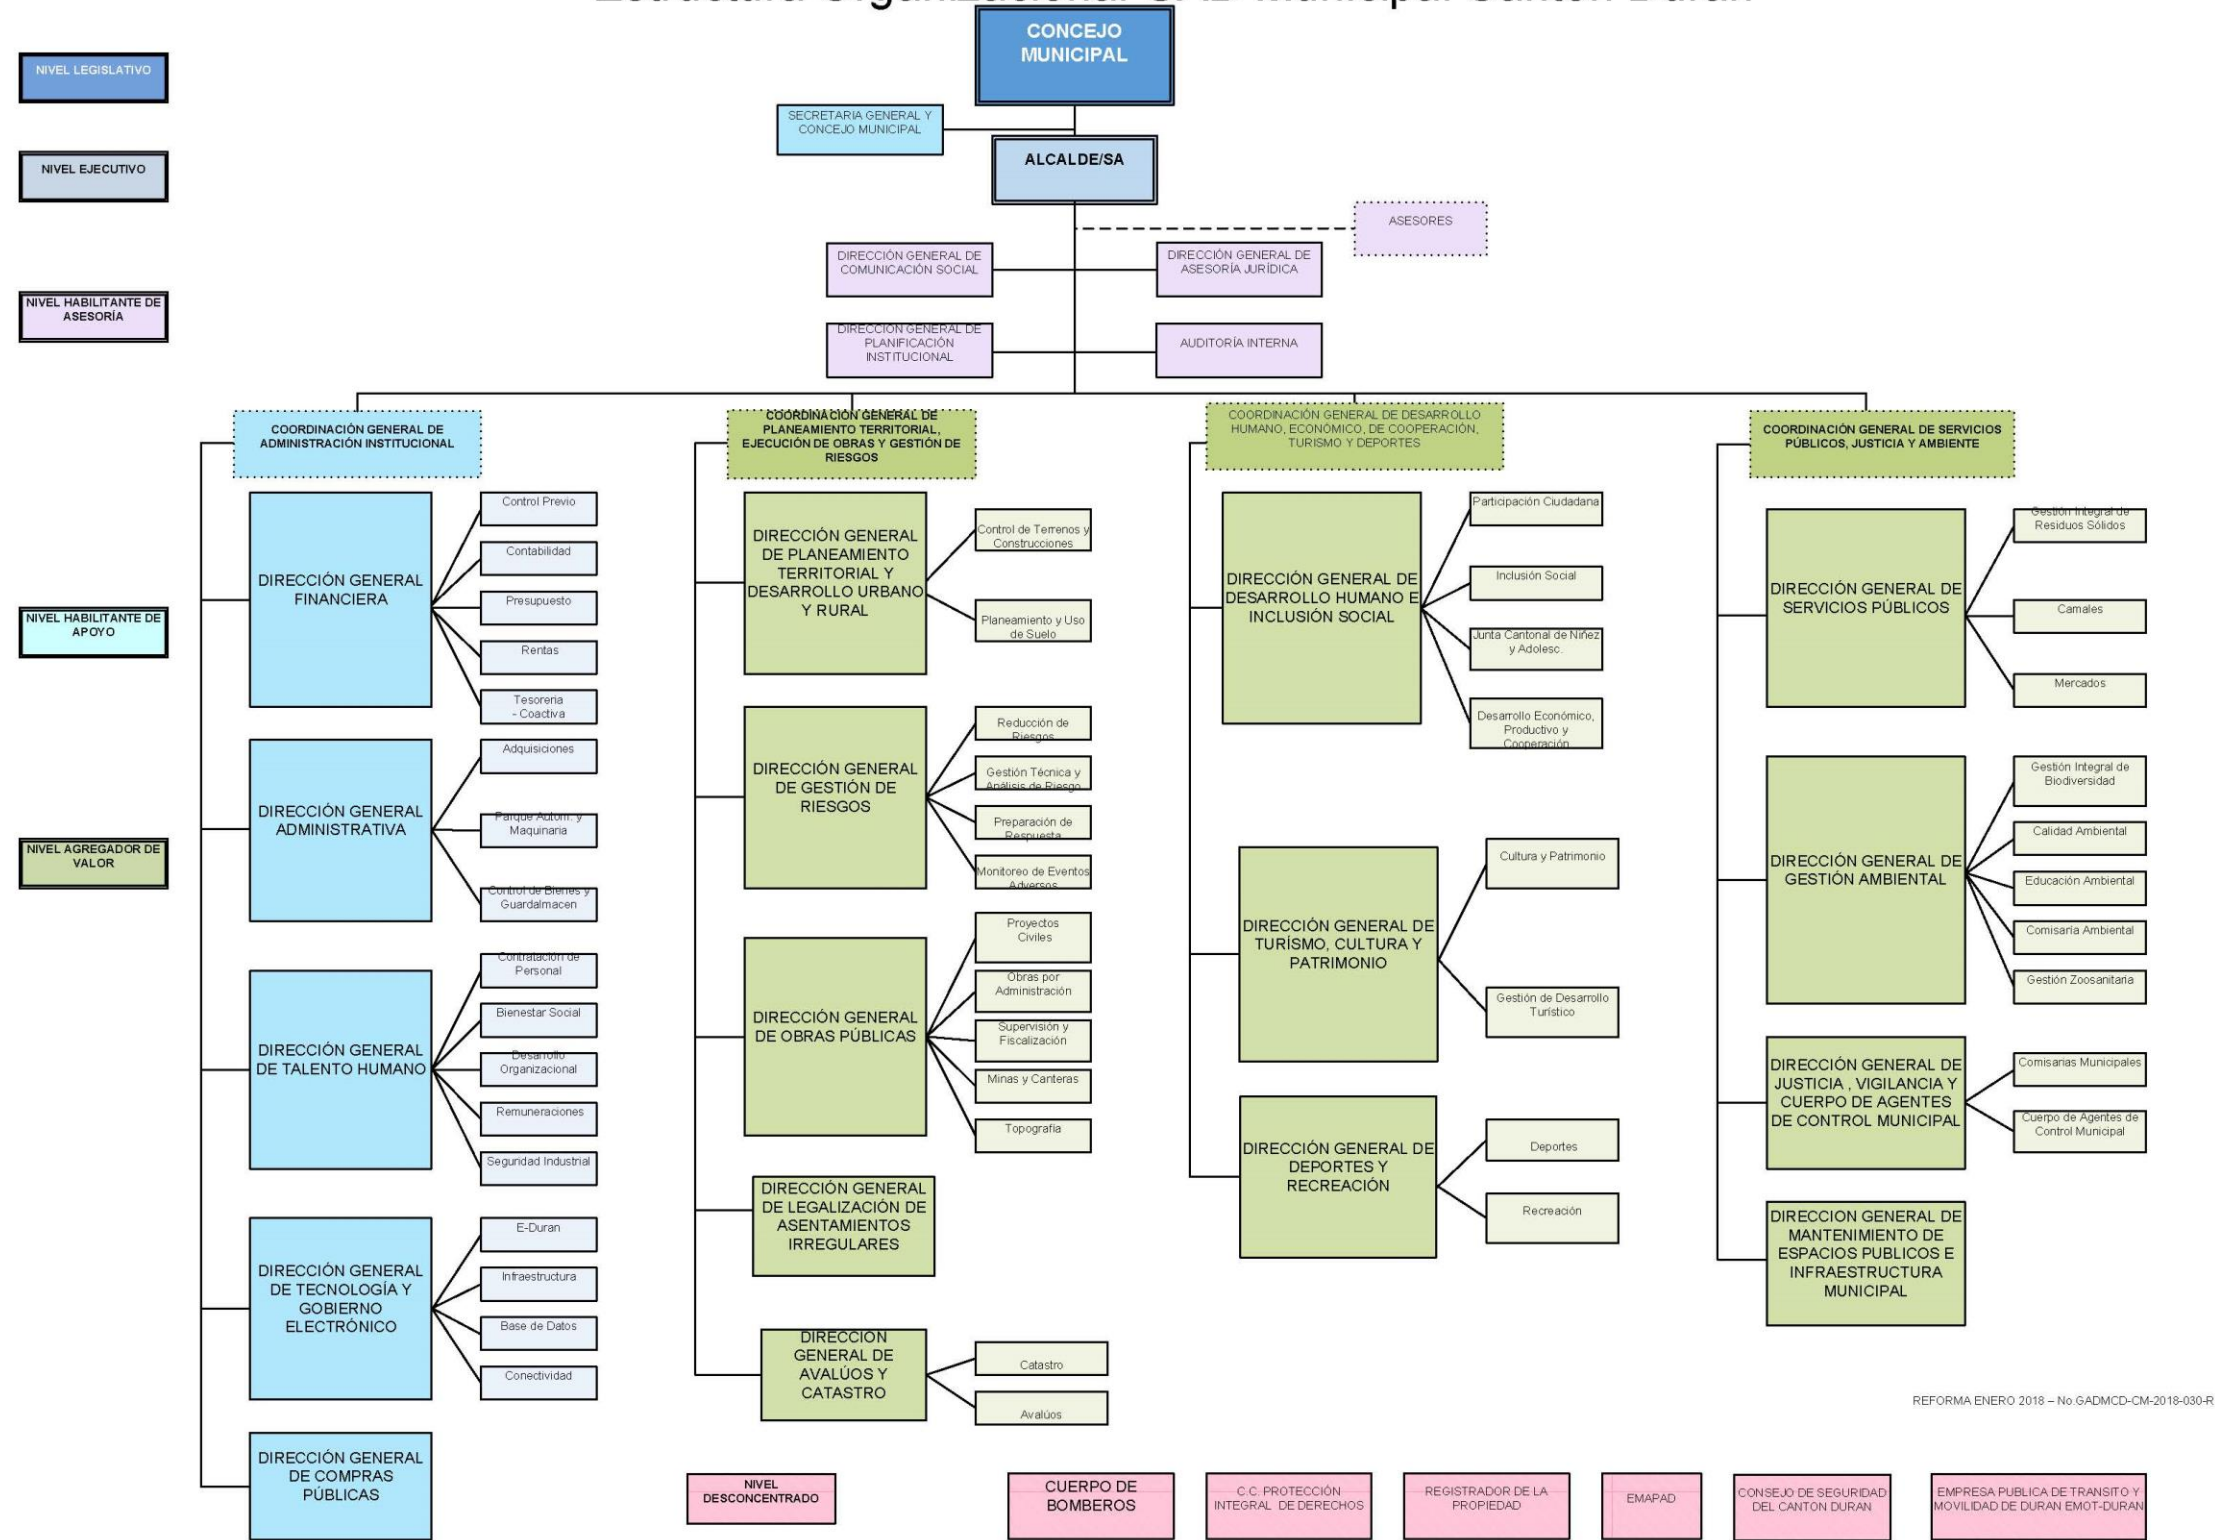 Estructura Organizacional GAD Municipal Cantón Durán
CONCEJO
MUNICIPAL
NIVEL LEGISLATIVO
SECRETARIA GENERAL Y
CONCEJO MUNICIPAL
NIVEL EJECUTIVO
ALCALDE/SA
ASESORES
DIRECCIÓN GENERAL DE
COMUNICACIÓN SOCIAL
DIRECCIÓN GENERAL DE
ASESORÍA JURÍDICA
NIVEL HABILITANTE DE
ASESORÍA
DIRECCIÓN GENERAL DE
PLANIFICACIÓN
INSTITUCIONAL
AUDITORÍA INTERNA
COORDINACIÓN GENERAL DE
ADMINISTRACIÓN INSTITUCIONAL
DIRECCIÓN GENERAL
FINANCIERA
Control Previo
Contabilidad
Presupuesto
Rentas
Tesoreria
- Coactiva
DIRECCIÓN GENERAL
ADMINISTRATIVA
Adquisiciones
Parque Autom. y
Maquinaria
Control de Bienes y
Guardalmacen
DIRECCIÓN GENERAL
DE TALENTO HUMANO
Contratación de
Personal
Bienestar Social
Desarrollo
Organizacional
Remuneraciones
Seguridad Industrial
DIRECCIÓN GENERAL
DE TECNOLOGÍA Y
GOBIERNO
ELECTRÓNICO
E-Duran
Infraestructura
Base de Datos
Conectividad
DIRECCIÓN GENERAL
DE COMPRAS
PÚBLICAS
NIVEL HABILITANTE DE
APOYO
NIVEL AGREGADOR DE
VALOR
COORDINACIÓN GENERAL DE
PLANEAMIENTO TERRITORIAL,
EJECUCIÓN DE OBRAS Y GESTIÓN DE
RIESGOS
DIRECCIÓN GENERAL
DE PLANEAMIENTO
TERRITORIAL Y
DESARROLLO URBANO
Y RURAL
Control de Terrenos y
Construcciones
Planeamiento y Uso
de Suelo
DIRECCIÓN GENERAL
DE GESTIÓN DE
RIESGOS
Reducción de
Riesgos
Gestión Técnica y
Análisis de Riesgo
Preparación de
Respuesta
Monitoreo de Eventos
Adversos
DIRECCIÓN GENERAL
DE OBRAS PÚBLICAS
Proyectos
Civiles
Obras por
Administración
Supervisión y
Fiscalización
Minas y Canteras
Topografía
DIRECCIÓN GENERAL
DE LEGALIZACIÓN DE
ASENTAMIENTOS
IRREGULARES
DIRECCIÓN
GENERAL DE
AVALÚOS Y
CATASTRO
Catastro
Avalúos
COORDINACIÓN GENERAL DE DESARROLLO
HUMANO, ECONÓMICO, DE COOPERACIÓN,
TURISMO Y DEPORTES
DIRECCIÓN GENERAL DE
DESARROLLO HUMANO E
INCLUSIÓN SOCIAL
Participación Ciudadana
Inclusión Social
Junta Cantonal de Niñez
y Adolesc.
Desarrollo Económico,
Productivo y
Cooperación
DIRECCIÓN GENERAL DE
TURÍSMO, CULTURA Y
PATRIMONIO
Cultura y Patrimonio
Gestión de Desarrollo
Turístico
DIRECCIÓN GENERAL DE
DEPORTES Y
RECREACIÓN
Deportes
Recreación
COORDINACIÓN GENERAL DE SERVICIOS
PÚBLICOS, JUSTICIA Y AMBIENTE
DIRECCIÓN GENERAL DE
SERVICIOS PÚBLICOS
Gestión Integral de
Residuos Sólidos
Camales
Mercados
DIRECCIÓN GENERAL DE
GESTIÓN AMBIENTAL
Gestión Integral de
Biodiversidad
Calidad Ambiental
Educación Ambiental
Comisaría Ambiental
Gestión Zoosanitaria
DIRECCIÓN GENERAL DE
JUSTICIA , VIGILANCIA Y
CUERPO DE AGENTES
DE CONTROL MUNICIPAL
Comisarias Municipales
Cuerpo de Agentes de
Control Municipal
DIRECCION GENERAL DE
MANTENIMIENTO DE
ESPACIOS PUBLICOS E
INFRAESTRUCTURA
MUNICIPAL
REFORMA ENERO 2018 – No.GADMCD-CM-2018-030-R
NIVEL
DESCONCENTRADO
CUERPO DE
BOMBEROS
C.C. PROTECCIÓN
INTEGRAL DE DERECHOS
REGISTRADOR DE LA
PROPIEDAD
EMAPAD
CONSEJO DE SEGURIDAD
DEL CANTON DURAN
EMPRESA PUBLICA DE TRANSITO Y
MOVILIDAD DE DURAN EMOT-DURAN